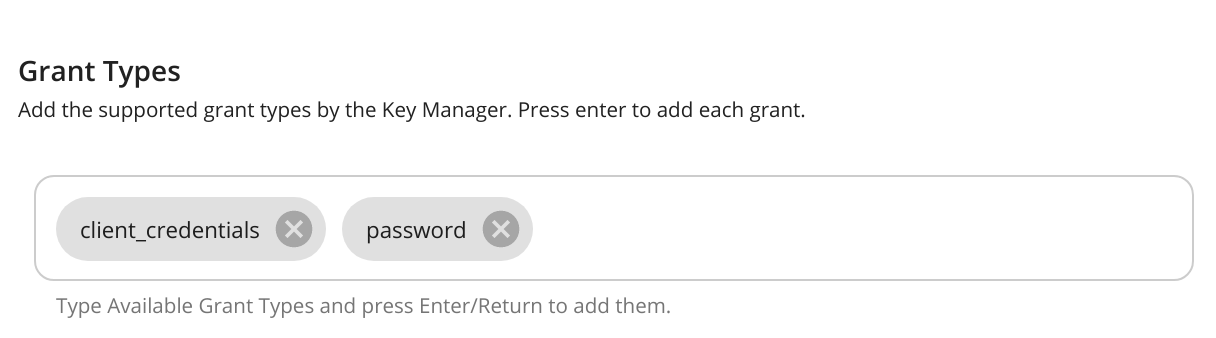 Grant Types
Add the supported grant types by the Key Manager. Press enter to add each grant.
client_credentials password
Type Available Grant Types and press Enter/Return to add them.